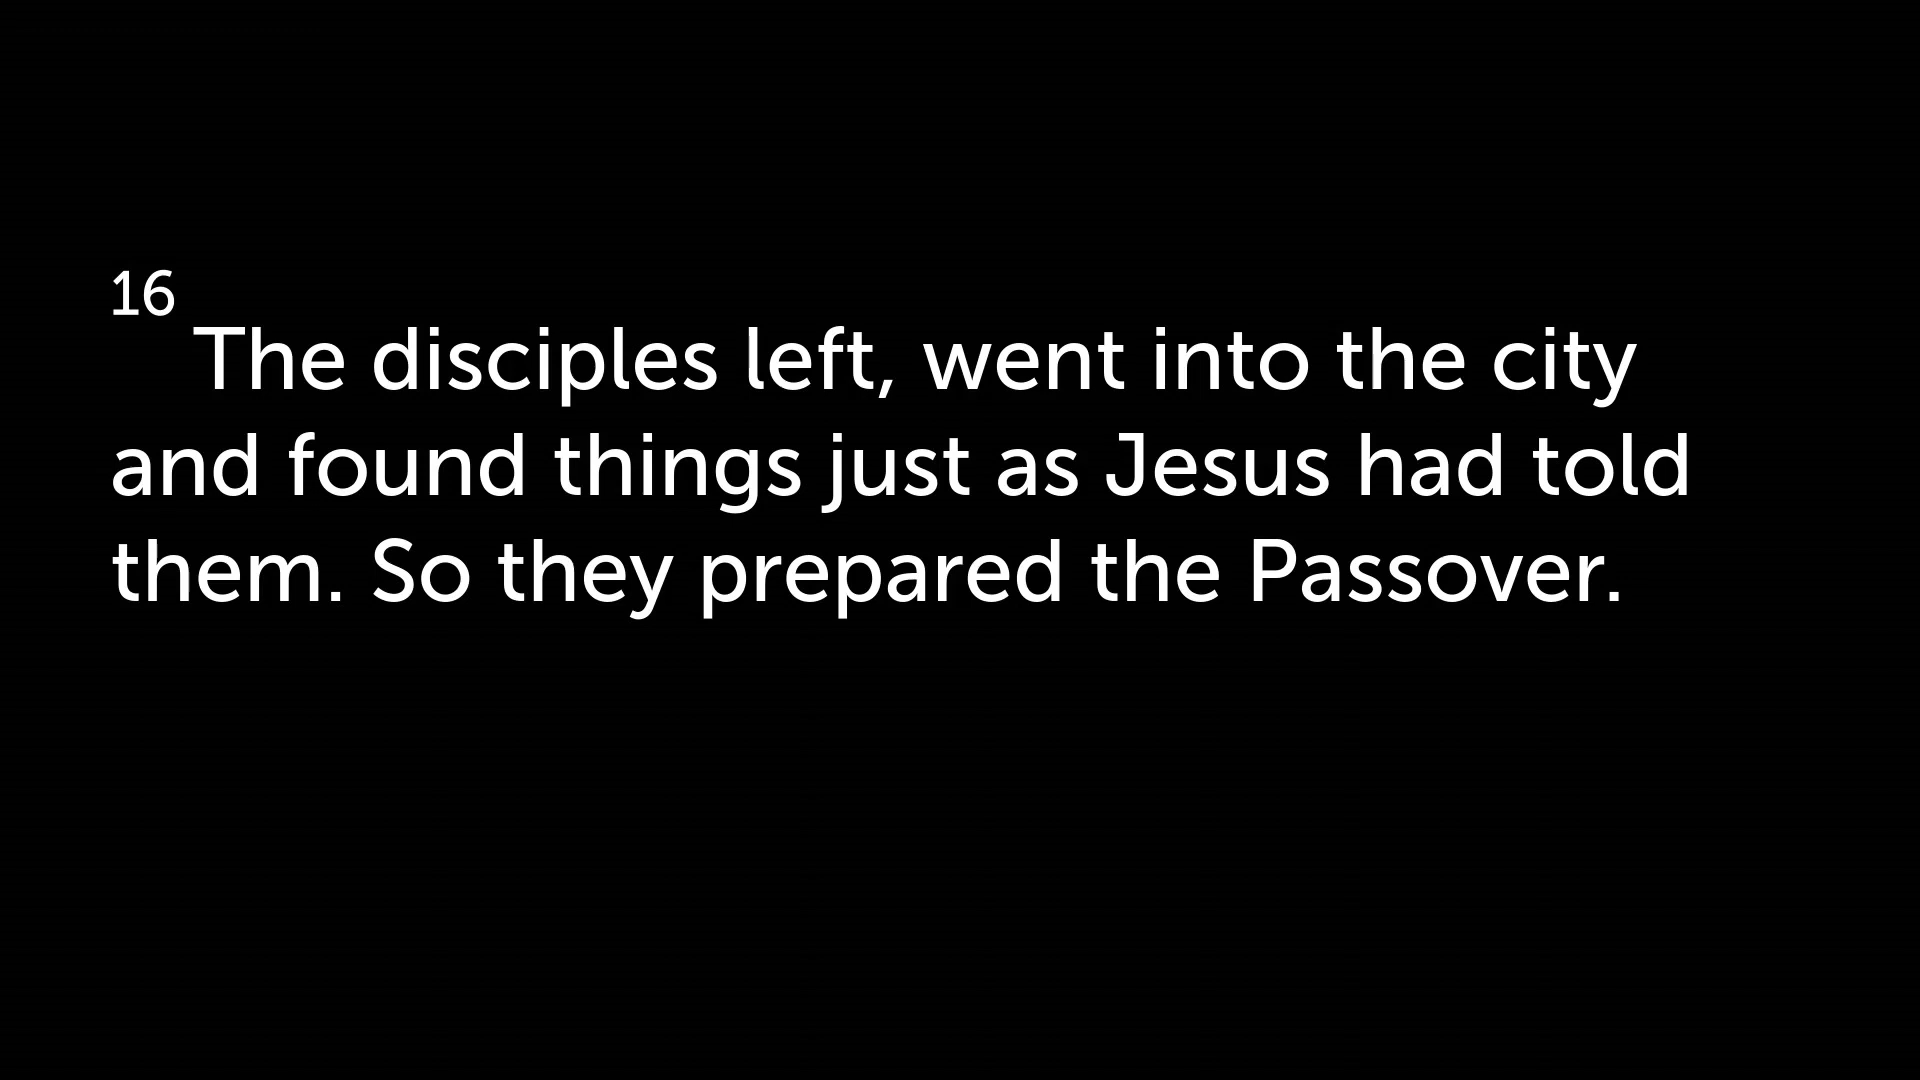 16
The disciples left, went into the city
and found things just as Jesus had told
them. So they prepared the Passover.